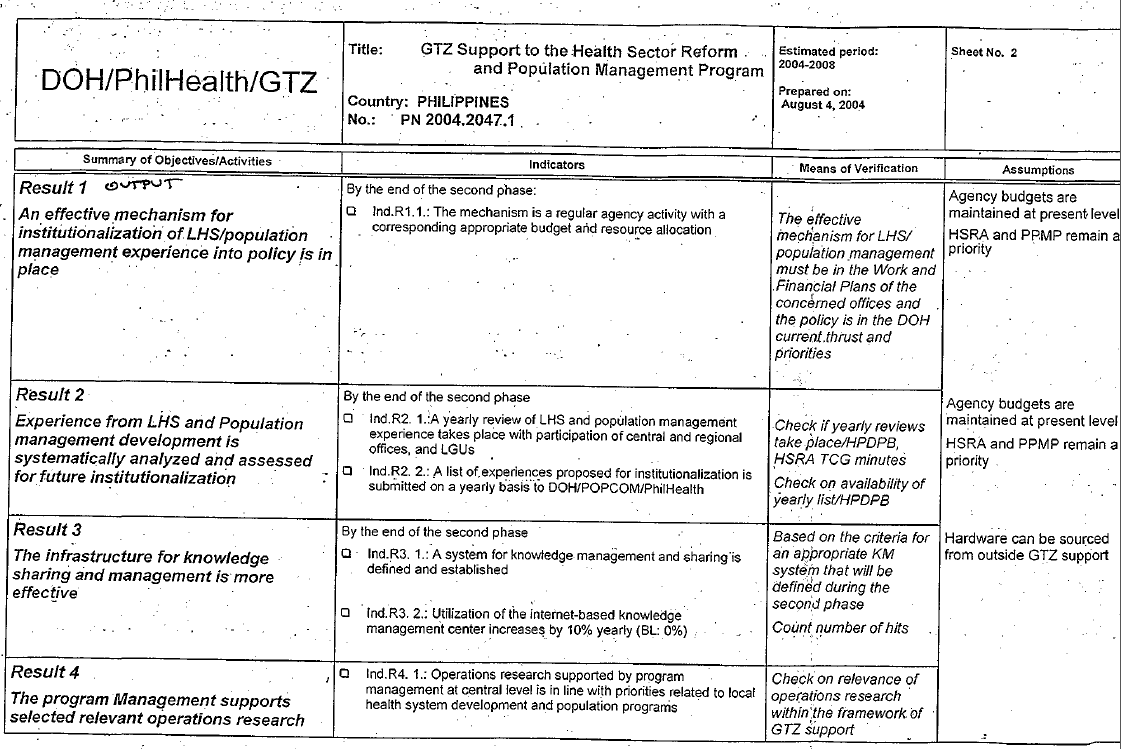 DOH/PhilHealth/GTZ
Title: GTZ Support to the Health Sector Reform
and Population Management Program
Country: PHILIPPINES
No.: PN 2004.2047.1
Estimated period:
2004-2008
Prepared on:
August 4, 2004
Sheet No. 2
Summary of Objectives/Activities
Indicators
Means of Verification
Assumptions
Result 1 OUTPUT
An effective mechanism for
institutionalization of LHS/population
management experience into policy is in
place
By the end of the second phase:
Ind.R1.1.: The mechanism is a regular agency activity with a
corresponding appropriate budget and resource allocation
The effective
mechanism for LHS/
population management
must be in the Work and
Financial Plans of the
concerned offices and
the policy is in the DOH
current thrust and
priorities
Agency budgets are
maintained at present level
HSRA and PPMP remain a
priority
Result 2
Experience from LHS and Population
management development is
systematically analyzed and assessed
for future institutionalization
By the end of the second phase
Ind.R2. 1.:A yearly review of LHS and population management
experience takes place with participation of central and regional
offices, and LGUs
Ind.R2. 2.: A list of experiences proposed for institutionalization is
submitted on a yearly basis to DOH/POPCOM/PhilHealth
Check if yearly reviews
take place/HPDPB,
HSRA TCG minutes
Check on availability of
yearly list/HPDPB
Agency budgets are
maintained at present level
HSRA and PPMP remain a
priority
Result 3
The infrastructure for knowledge
sharing and management is more
effective
By the end of the second phase
Ind.R3. 1.: A system for knowledge management and sharing is
defined and established
Ind.R3. 2.: Utilization of the internet-based knowledge
management center increases by 10% yearly (BL: 0%)
Based on the criteria for
an appropriate KM
system that will be
defined during the
second phase
Count number of hits
Hardware can be sourced
from outside GTZ support
Result 4
The program Management supports
selected relevant operations research
Ind.R4. 1.: Operations research supported by program
management at central level is in line with priorities related to local
health system development and population programs
Check on relevance of
operations research
within the framework of
GTZ support